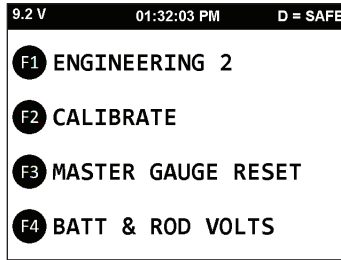 9.2 V 01:32:03 PM D = SAFE
F1 ENGINEERING 2
F2 CALIBRATE
F3 MASTER GAUGE RESET
F4 BATT & ROD VOLTS